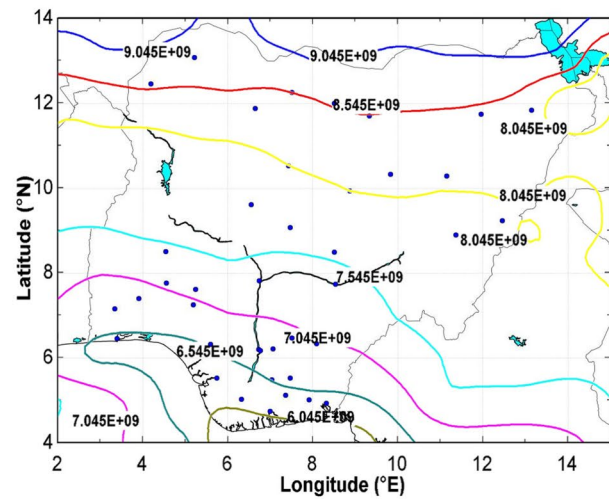 14
9.045E+09
9.045E+09
12
8.545E+09
8.045E+09
10
8.045E+09
8.045E+09
8
7.545E+09
7.045E+09
6
6.545E+09
7.045E+09
6.045E+09
4
2
4
6
8
10
12
14
Latitude (°N)
Longitude (°E)